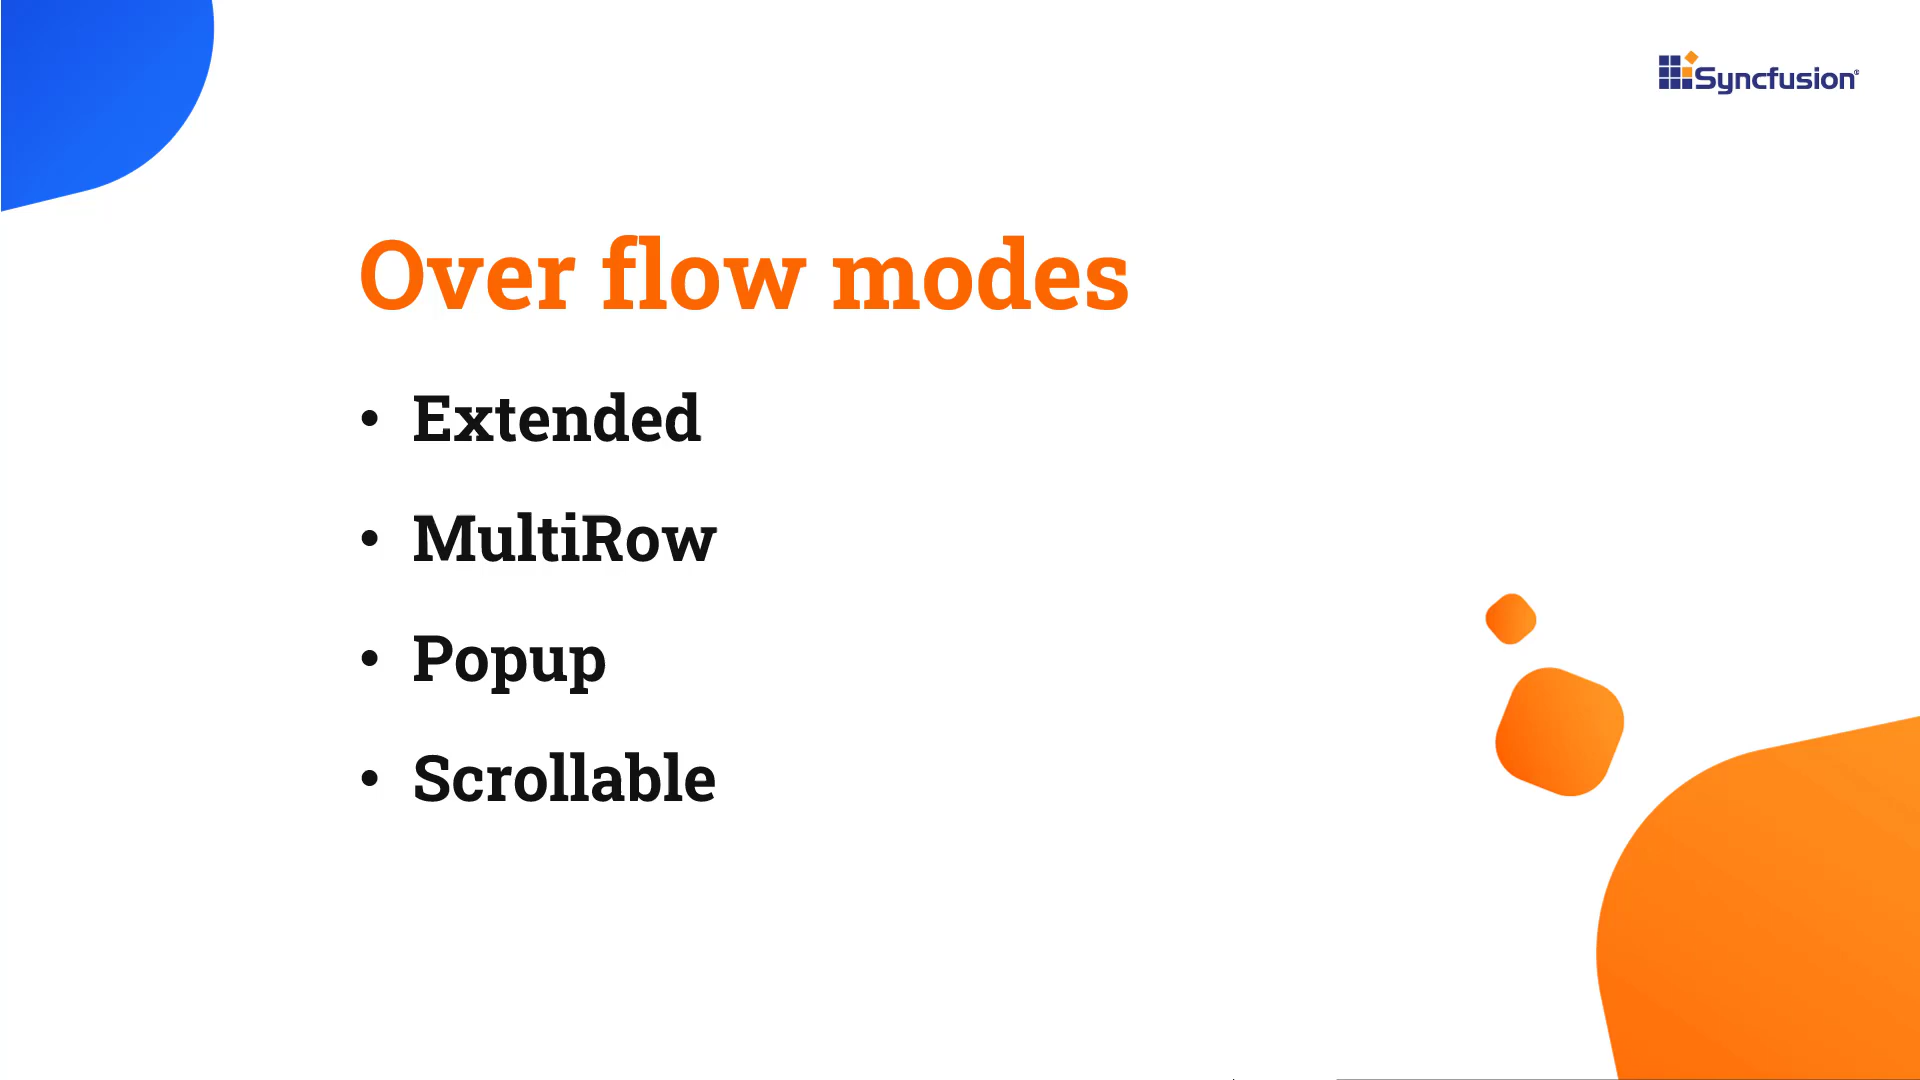 Syncfusion®
Over flow modes
• Extended
• MultiRow
• Popup
• Scrollable